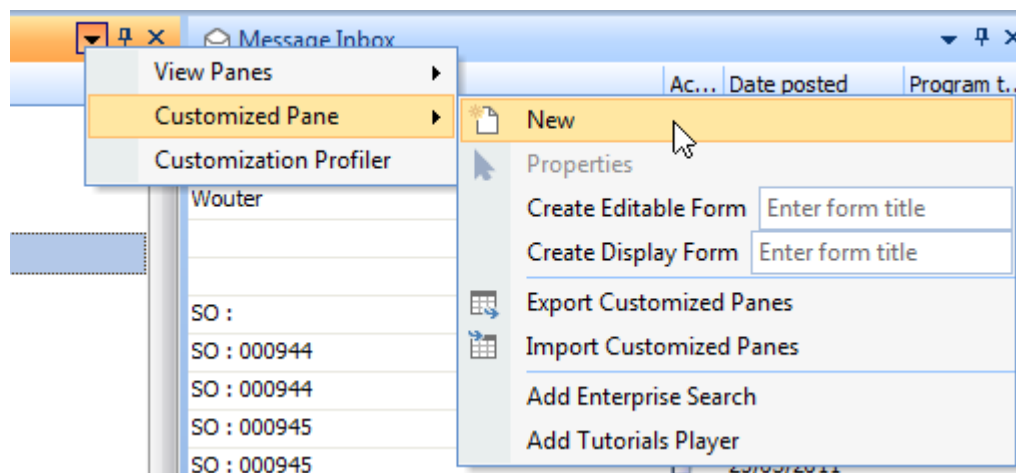 Message Inbox
Ac... Date posted Program t..
View Panes
Customized Pane
Customization Profiler
New
Properties
Create Editable Form Enter form title
Create Display Form Enter form title
Export Customized Panes
Import Customized Panes
Add Enterprise Search
Add Tutorials Player
Wouter
SO :
SO : 000944
SO : 000944
SO : 000945
SO : 000945